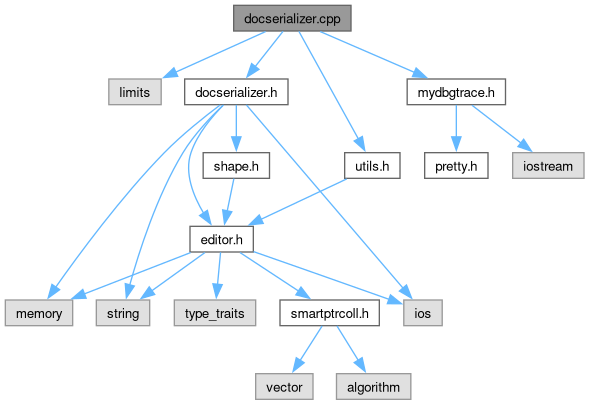 docserializer.cpp
limits
docserializer.h
mydbgtrace.h
shape.h
utils.h
pretty.h
iostream
editor.h
memory
string
type_traits
smartptrcoll.h
ios
vector
algorithm